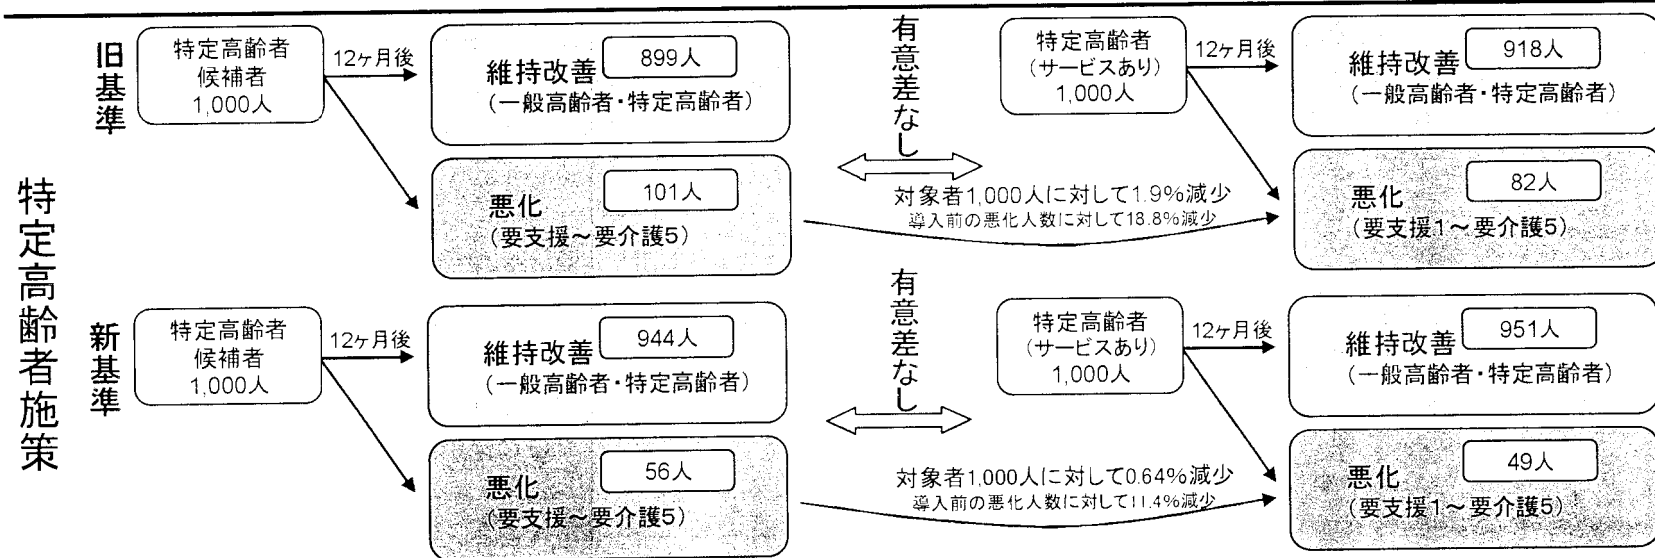 特定高齢者施策
旧基準
特定高齢者
候補者
1,000人
12ヶ月後
維持改善
899人
(一般高齢者・特定高齢者)
悪化
101人
(要支援～要介護5)
有意差なし
対象者1,000人に対して1.9%減少
導入前の悪化人数に対して18.8%減少
特定高齢者
(サービスあり)
1,000人
12ヶ月後
維持改善
918人
(一般高齢者・特定高齢者)
悪化
82人
(要支援1～要介護5)
新基準
特定高齢者
候補者
1,000人
12ヶ月後
維持改善
944人
(一般高齢者・特定高齢者)
悪化
56人
(要支援～要介護5)
有意差なし
対象者1,000人に対して0.64%減少
導入前の悪化人数に対して11.4%減少
特定高齢者
(サービスあり)
1,000人
12ヶ月後
維持改善
951人
(一般高齢者・特定高齢者)
悪化
49人
(要支援1～要介護5)